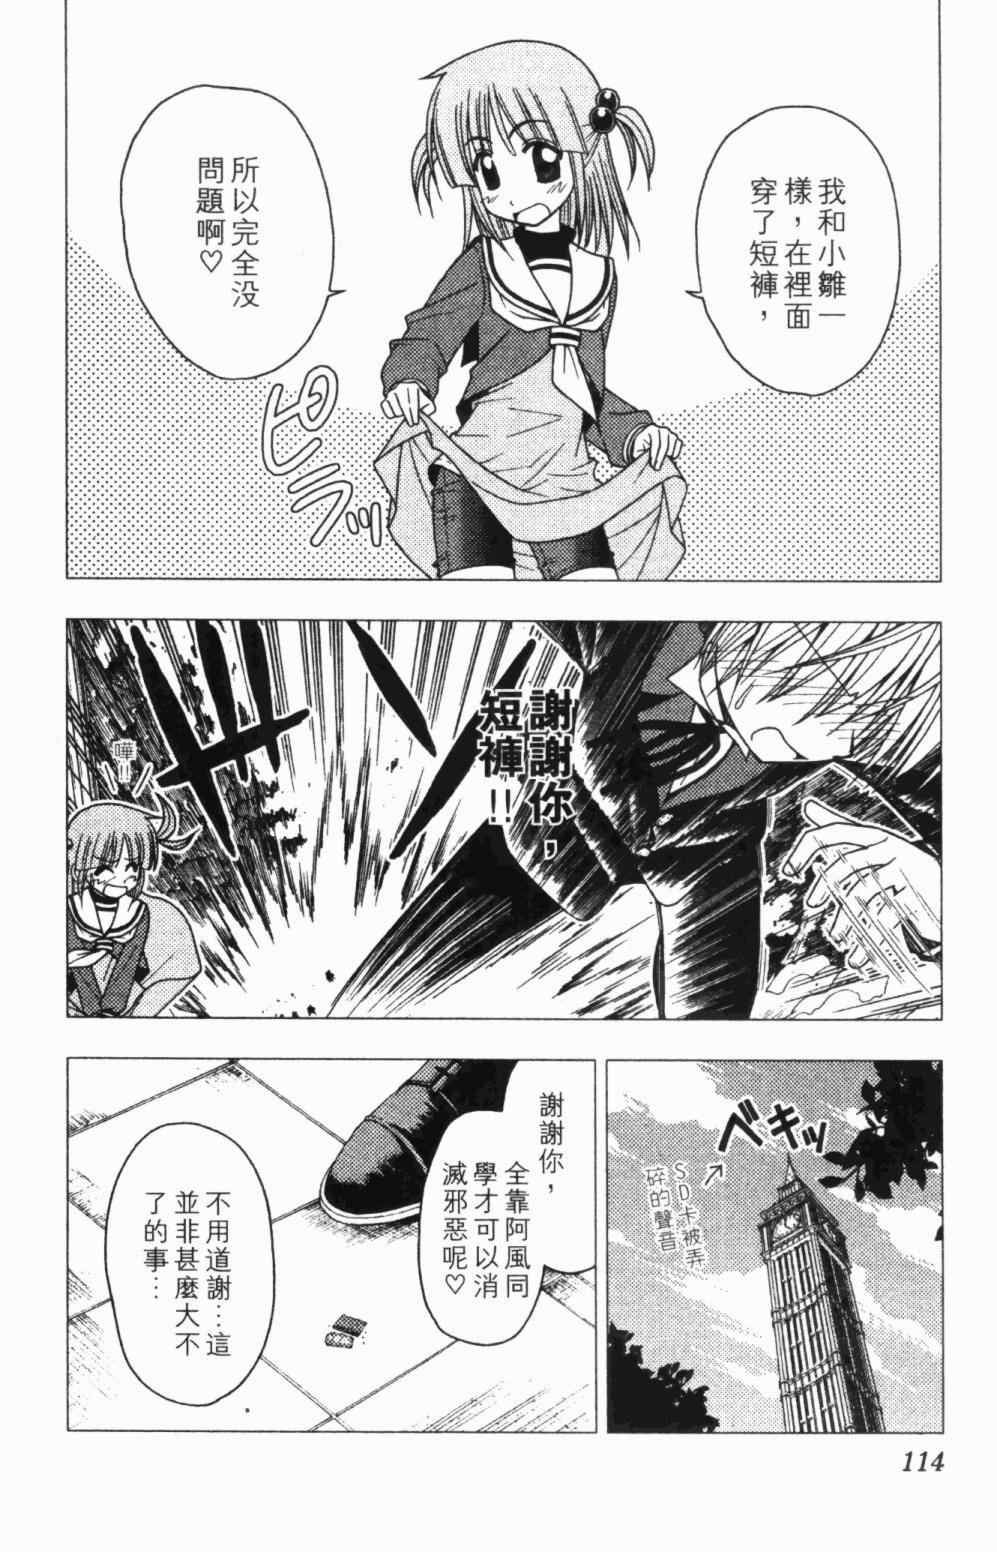 我和小雛一
樣，在裡面
穿了短褲，
所以完全没
問題啊♡
ピラッ
謝謝你，
短褲!!
嘩!!
ベキッ
SD卡被弄
碎的聲音
謝謝你，
全靠阿風同
學才可以消
滅邪惡呢♡
不用道謝…這
並非甚麼大不
了的事…
114